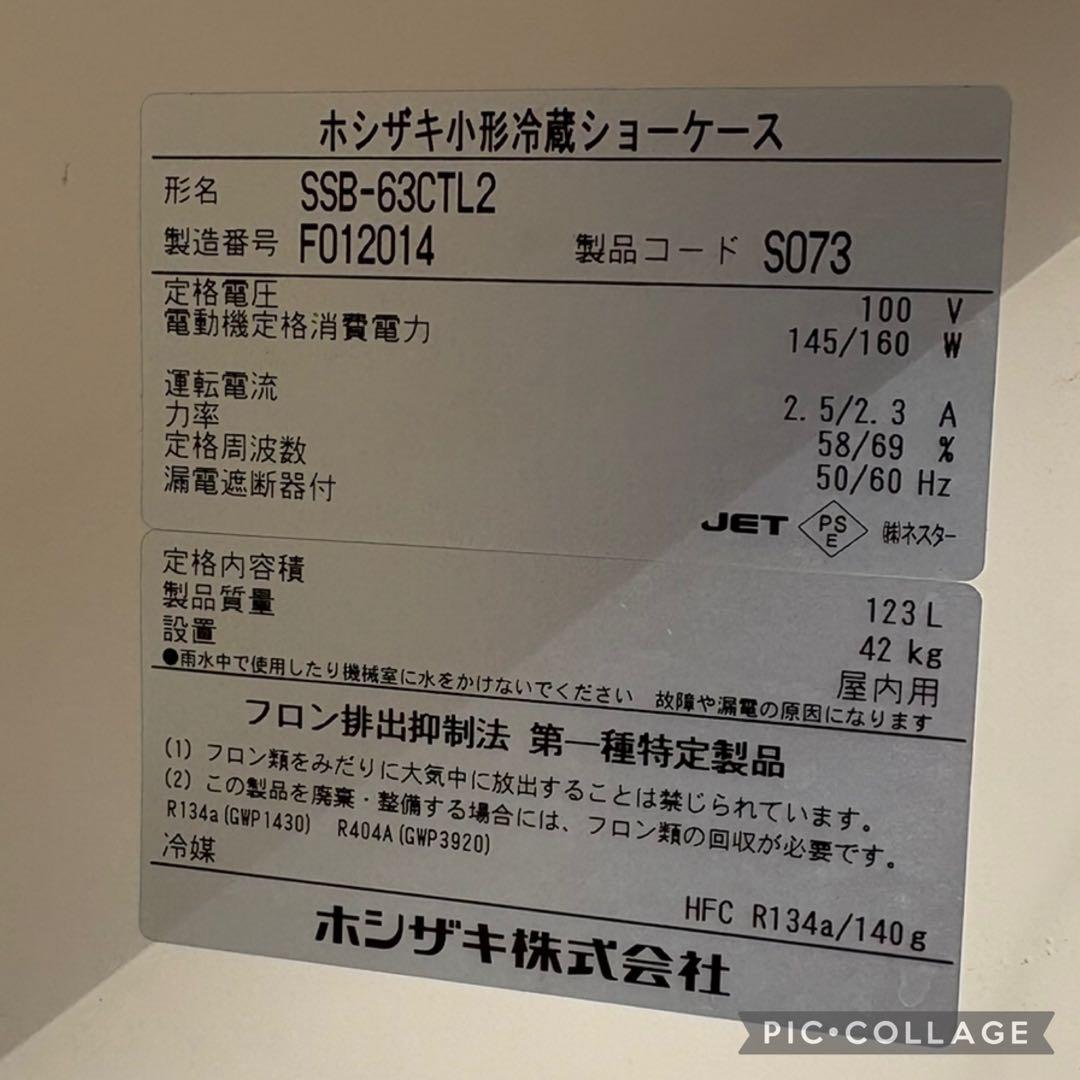 ホシザキ小形冷蔵ショーケース
形名 SSB-63CTL2
製造番号 F012014 製品コード S073
定格電圧 100 V
電動機定格消費電力 145/160 W
運転電流 2.5/2.3 A
力率 58/69 %
定格周波数 50/60 Hz
漏電遮断器付
JET PSE ㈱ネスター
定格内容積 123 L
製品質量 42 kg
設置 屋内用
●雨水中で使用したり機械室に水をかけないでください 故障や漏電の原因になります
フロン排出抑制法 第一種特定製品
(1) フロン類をみだりに大気中に放出することは禁じられています。
(2) この製品を廃棄・整備する場合には、フロン類の回収が必要です。
R134a(GWP1430) R404A(GWP3920)
冷媒 HFC R134a/140g
ホシザキ株式会社
PIC•COLLAGE